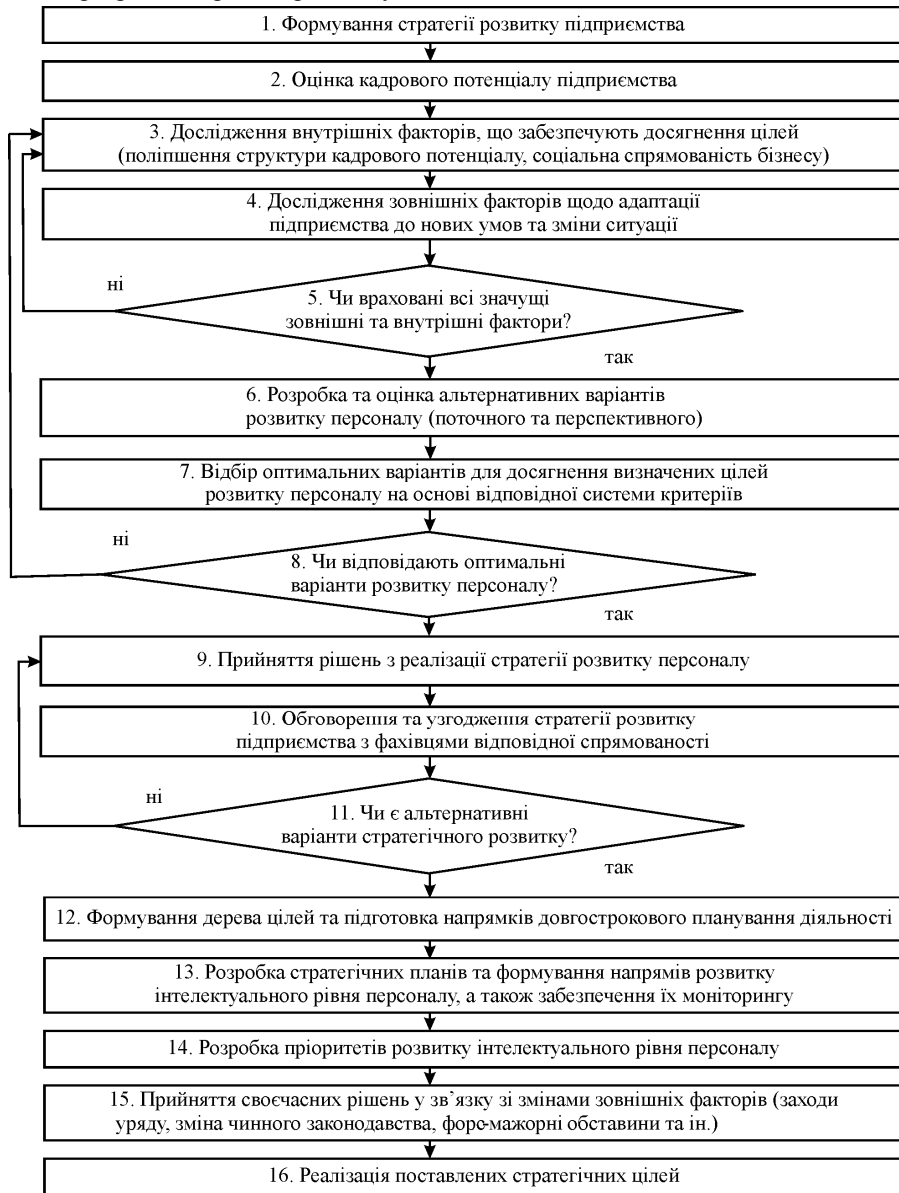 1. Формування стратегії розвитку підприємства
2. Оцінка кадрового потенціалу підприємства
3. Дослідження внутрішніх факторів, що забезпечують досягнення цілей
(поліпшення структури кадрового потенціалу, соціальна спрямованість бізнесу)
4. Дослідження зовнішніх факторів щодо адаптації
підприємства до нових умов та зміни ситуації
ні
5. Чи враховані всі значущі
зовнішні та внутрішні фактори?
так
6. Розробка та оцінка альтернативних варіантів
розвитку персоналу (поточного та перспективного)
7. Відбір оптимальних варіантів для досягнення визначених цілей
розвитку персоналу на основі відповідної системи критеріїв
ні
8. Чи відповідають оптимальні
варіанти розвитку персоналу?
так
9. Прийняття рішень з реалізації стратегії розвитку персоналу
10. Обговорення та узгодження стратегії розвитку
підприємства з фахівцями відповідної спрямованості
ні
11. Чи є альтернативні
варіанти стратегічного розвитку?
так
12. Формування дерева цілей та підготовка напрямків довгострокового планування діяльності
13. Розробка стратегічних планів та формування напрямів розвитку
інтелектуального рівня персоналу, а також забезпечення їх моніторингу
14. Розробка пріоритетів розвитку інтелектуального рівня персоналу
15. Прийняття своєчасних рішень у зв’язку зі змінами зовнішніх факторів (заходи
уряду, зміна чинного законодавства, форс-мажорні обставини та ін.)
16. Реалізація поставлених стратегічних цілей